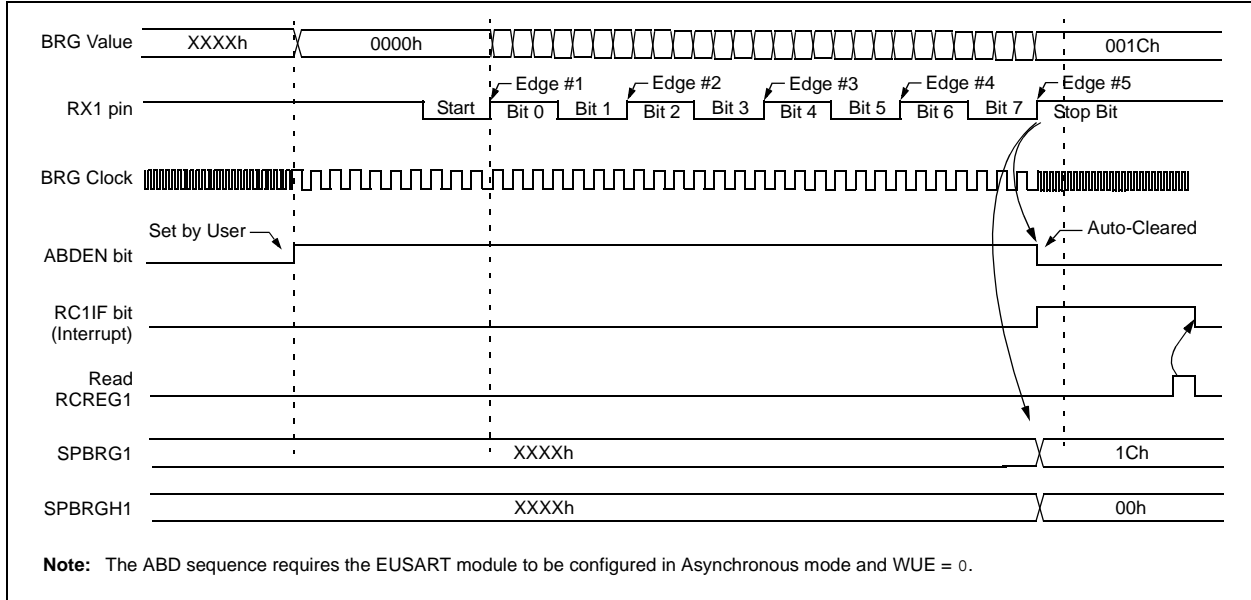 BRG Value XXXXh 0000h 001Ch
Edge #1 Edge #2 Edge #3 Edge #4 Edge #5
RX1 pin Start Bit 0 Bit 1 Bit 2 Bit 3 Bit 4 Bit 5 Bit 6 Bit 7 Stop Bit
BRG Clock
Set by User Auto-Cleared
ABDEN bit
RC1IF bit
(Interrupt)
Read
RCREG1
SPBRG1 XXXXh 1Ch
SPBRGH1 XXXXh 00h
Note: The ABD sequence requires the EUSART module to be configured in Asynchronous mode and WUE = 0.